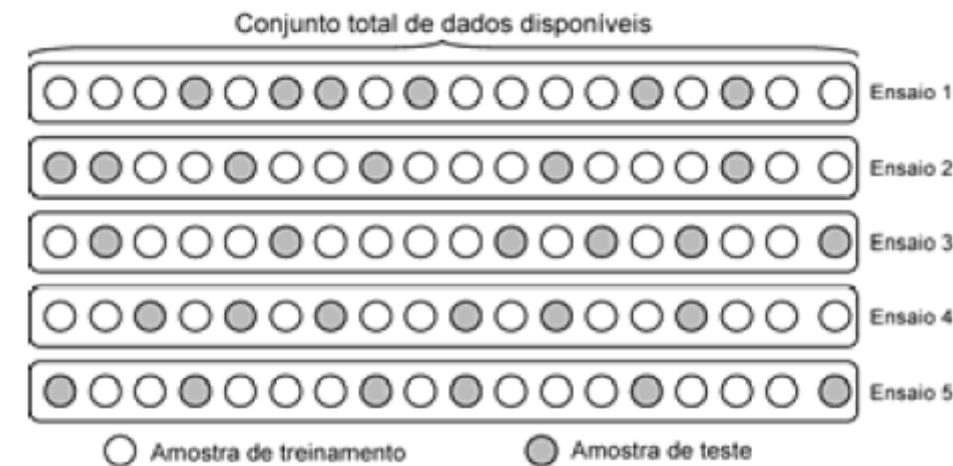 Conjunto total de dados disponíveis
Ensaio 1
Ensaio 2
Ensaio 3
Ensaio 4
Ensaio 5
Amostra de treinamento
Amostra de teste